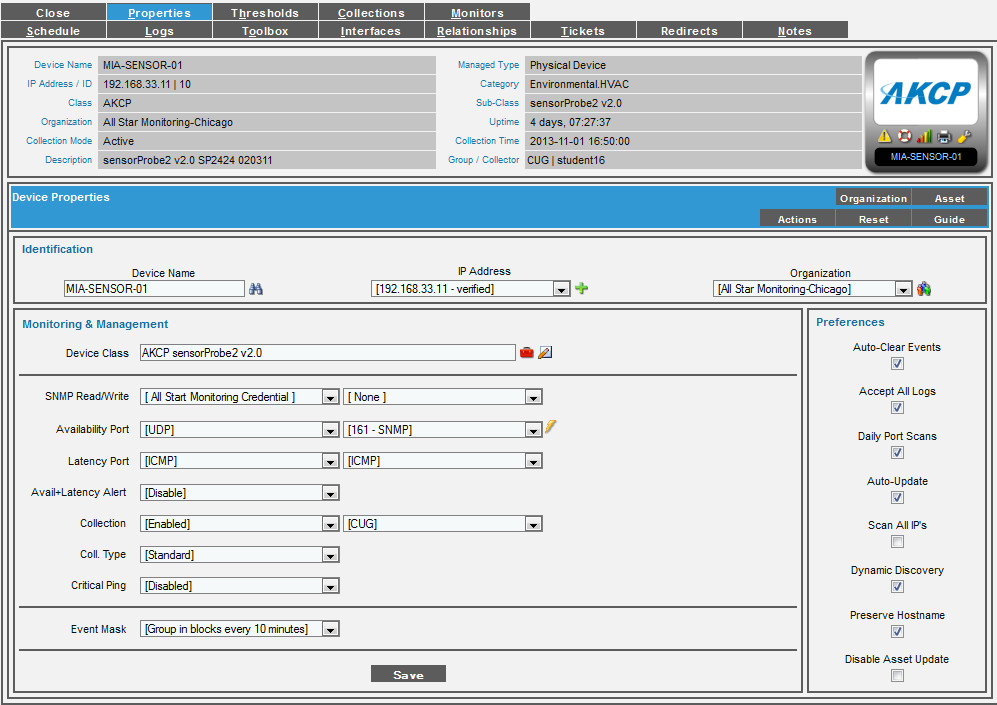 Close Properties Thresholds Collections Monitors
Schedule Logs Toolbox Interfaces Relationships Tickets Redirects Notes
Device Name MIA-SENSOR-01 Managed Type Physical Device
IP Address / ID 192.168.33.11 | 10 Category Environmental.HVAC
Class AKCP Sub-Class sensorProbe2 v2.0
Organization All Star Monitoring-Chicago Uptime 4 days, 07:27:37
Collection Mode Active Collection Time 2013-11-01 16:50:00
Description sensorProbe2 v2.0 SP2424 020311 Group / Collector CUG | student16
AKCP
MIA-SENSOR-01
Device Properties
Organization Asset
Actions Reset Guide
Identification
Device Name IP Address Organization
MIA-SENSOR-01 [192.168.33.11 - verified] [All Star Monitoring-Chicago]
Monitoring & Management
Device Class AKCP sensorProbe2 v2.0
SNMP Read/Write [ All Start Monitoring Credential ] [ None ]
Availability Port [UDP] [161 - SNMP]
Latency Port [ICMP] [ICMP]
Avail+Latency Alert [Disable]
Collection [Enabled] [CUG]
Coll. Type [Standard]
Critical Ping [Disabled]
Event Mask [Group in blocks every 10 minutes]
Save
Preferences
Auto-Clear Events
Accept All Logs
Daily Port Scans
Auto-Update
Scan All IP's
Dynamic Discovery
Preserve Hostname
Disable Asset Update